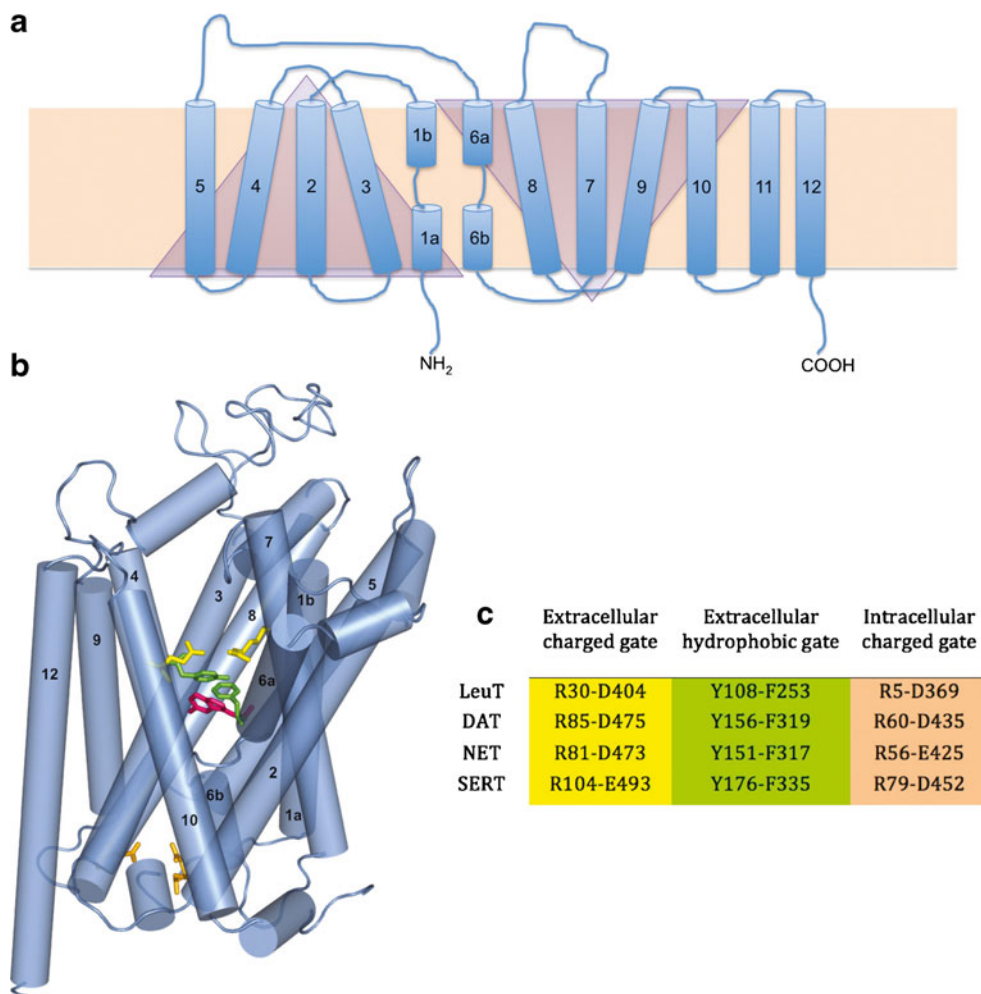 a
5 4 2 3 1b 1a 6a 6b 8 7 9 10 11 12
NH2
COOH
b
7
4
3
1b
5
8
9
12
6a
2
6b
1a
10
c
Extracellular charged gate
Extracellular hydrophobic gate
Intracellular charged gate
LeuT R30-D404 Y108-F253 R5-D369
DAT R85-D475 Y156-F319 R60-D435
NET R81-D473 Y151-F317 R56-E425
SERT R104-E493 Y176-F335 R79-D452